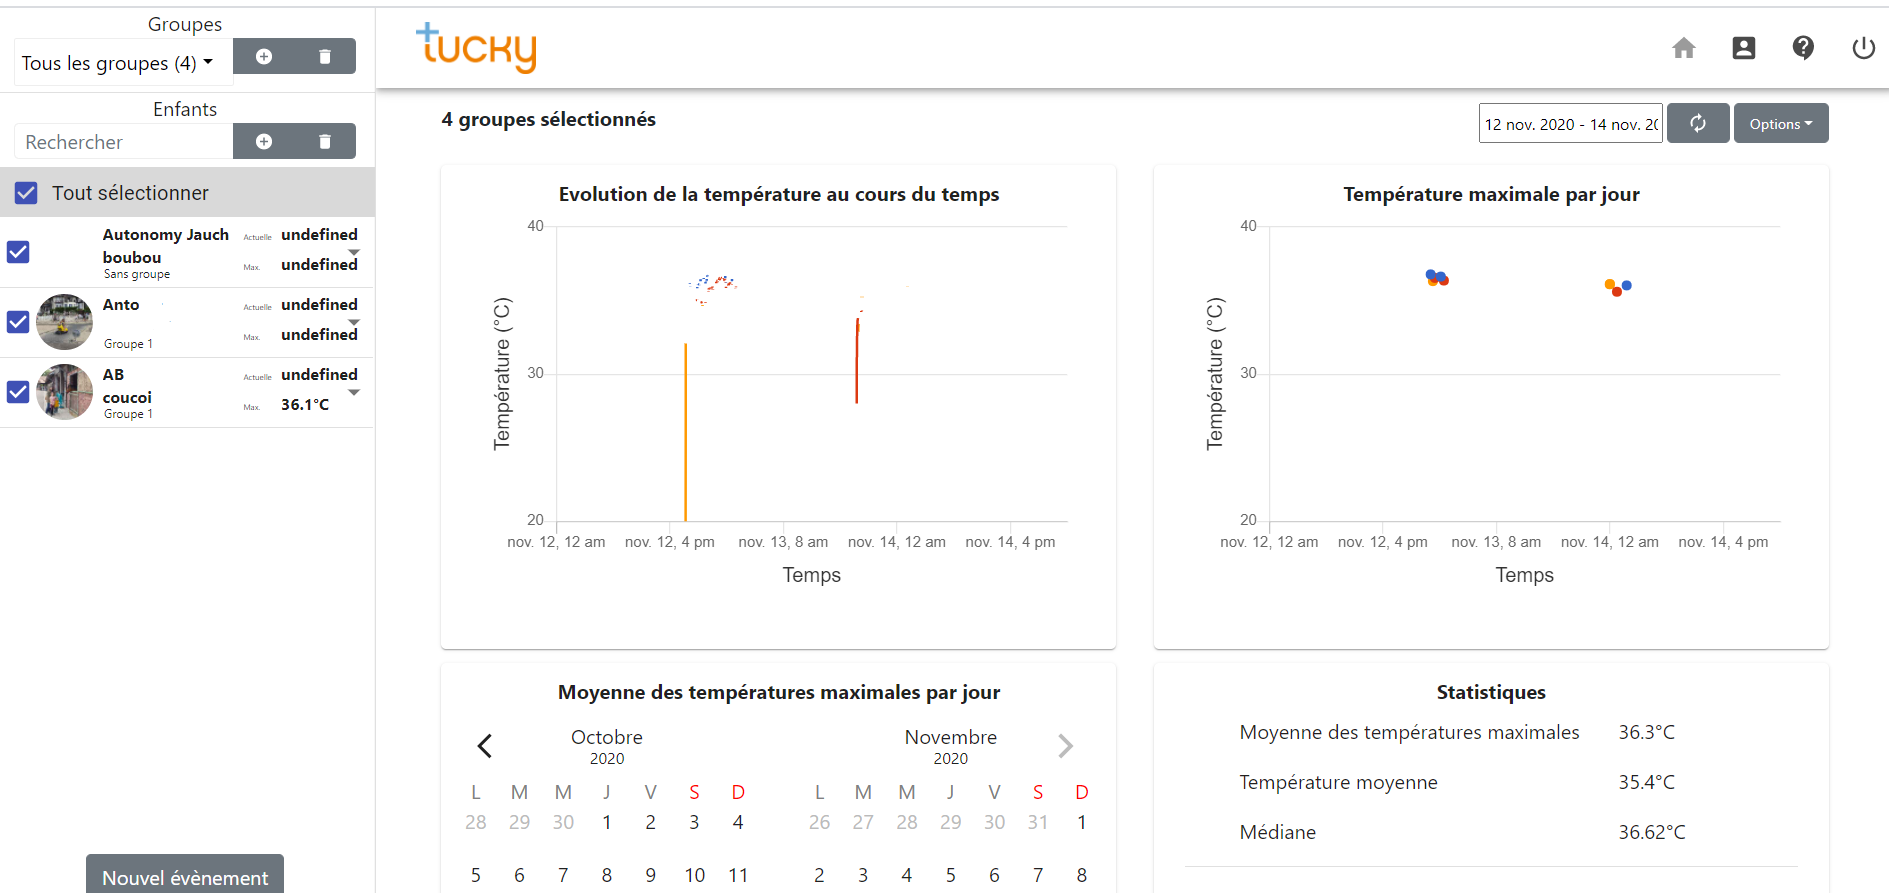 Groupes
Tous les groupes (4)
Enfants
Rechercher
Tout sélectionner
Autonomy Jauch
boubou
Sans groupe
Actuelle undefined
Max. undefined
Anto
Groupe 1
Actuelle undefined
Max. undefined
AB
coucoi
Groupe 1
Actuelle undefined
Max. 36.1°C
Nouvel évènement
tucky
4 groupes sélectionnés
12 nov. 2020 - 14 nov. 20
Options
Evolution de la température au cours du temps
40
30
20
Température (°C)
nov. 12, 12 am nov. 12, 4 pm nov. 13, 8 am nov. 14, 12 am nov. 14, 4 pm
Temps
Température maximale par jour
40
30
20
Température (°C)
nov. 12, 12 am nov. 12, 4 pm nov. 13, 8 am nov. 14, 12 am nov. 14, 4 pm
Temps
Moyenne des températures maximales par jour
Octobre
2020
L M M J V S D
28 29 30 1 2 3 4
5 6 7 8 9 10 11
Novembre
2020
L M M J V S D
26 27 28 29 30 31 1
2 3 4 5 6 7 8
Statistiques
Moyenne des températures maximales 36.3°C
Température moyenne 35.4°C
Médiane 36.62°C